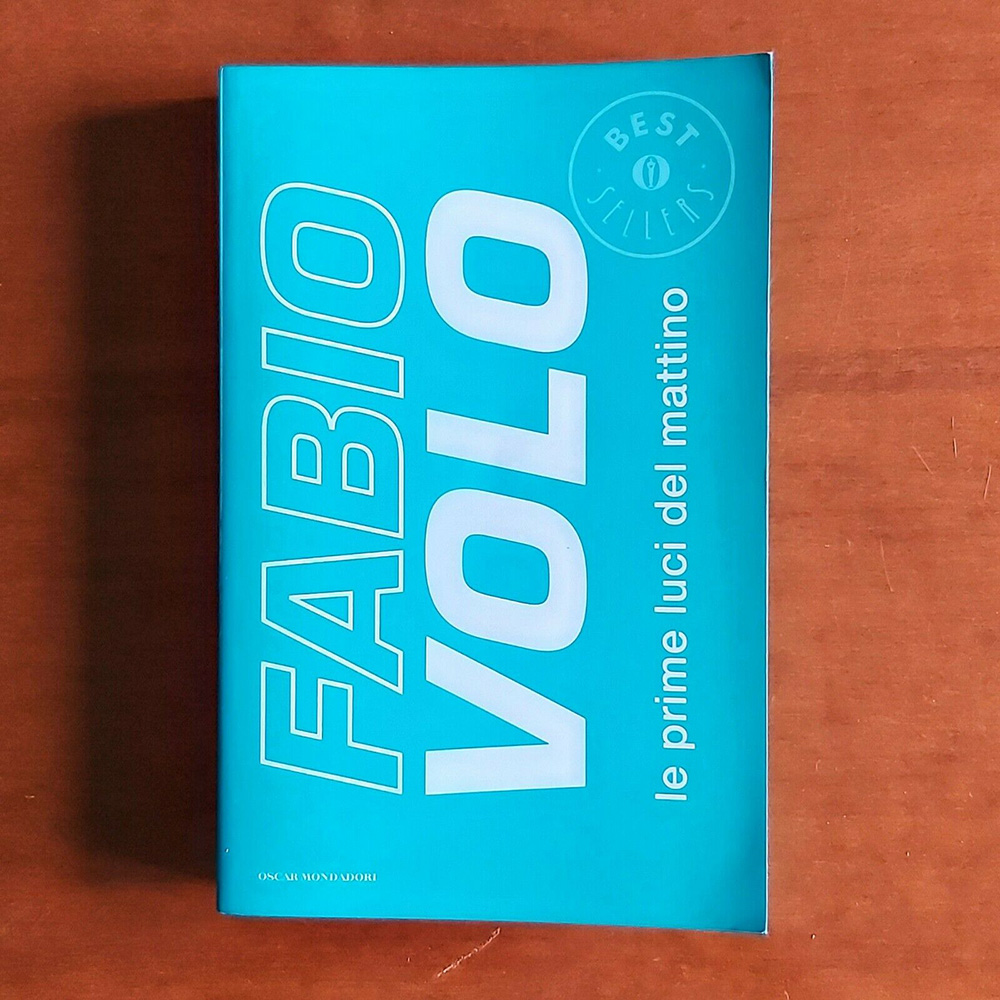 FABIO
VOLO
le prime luci del mattino
BEST
SELLERS
OSCAR MONDADORI